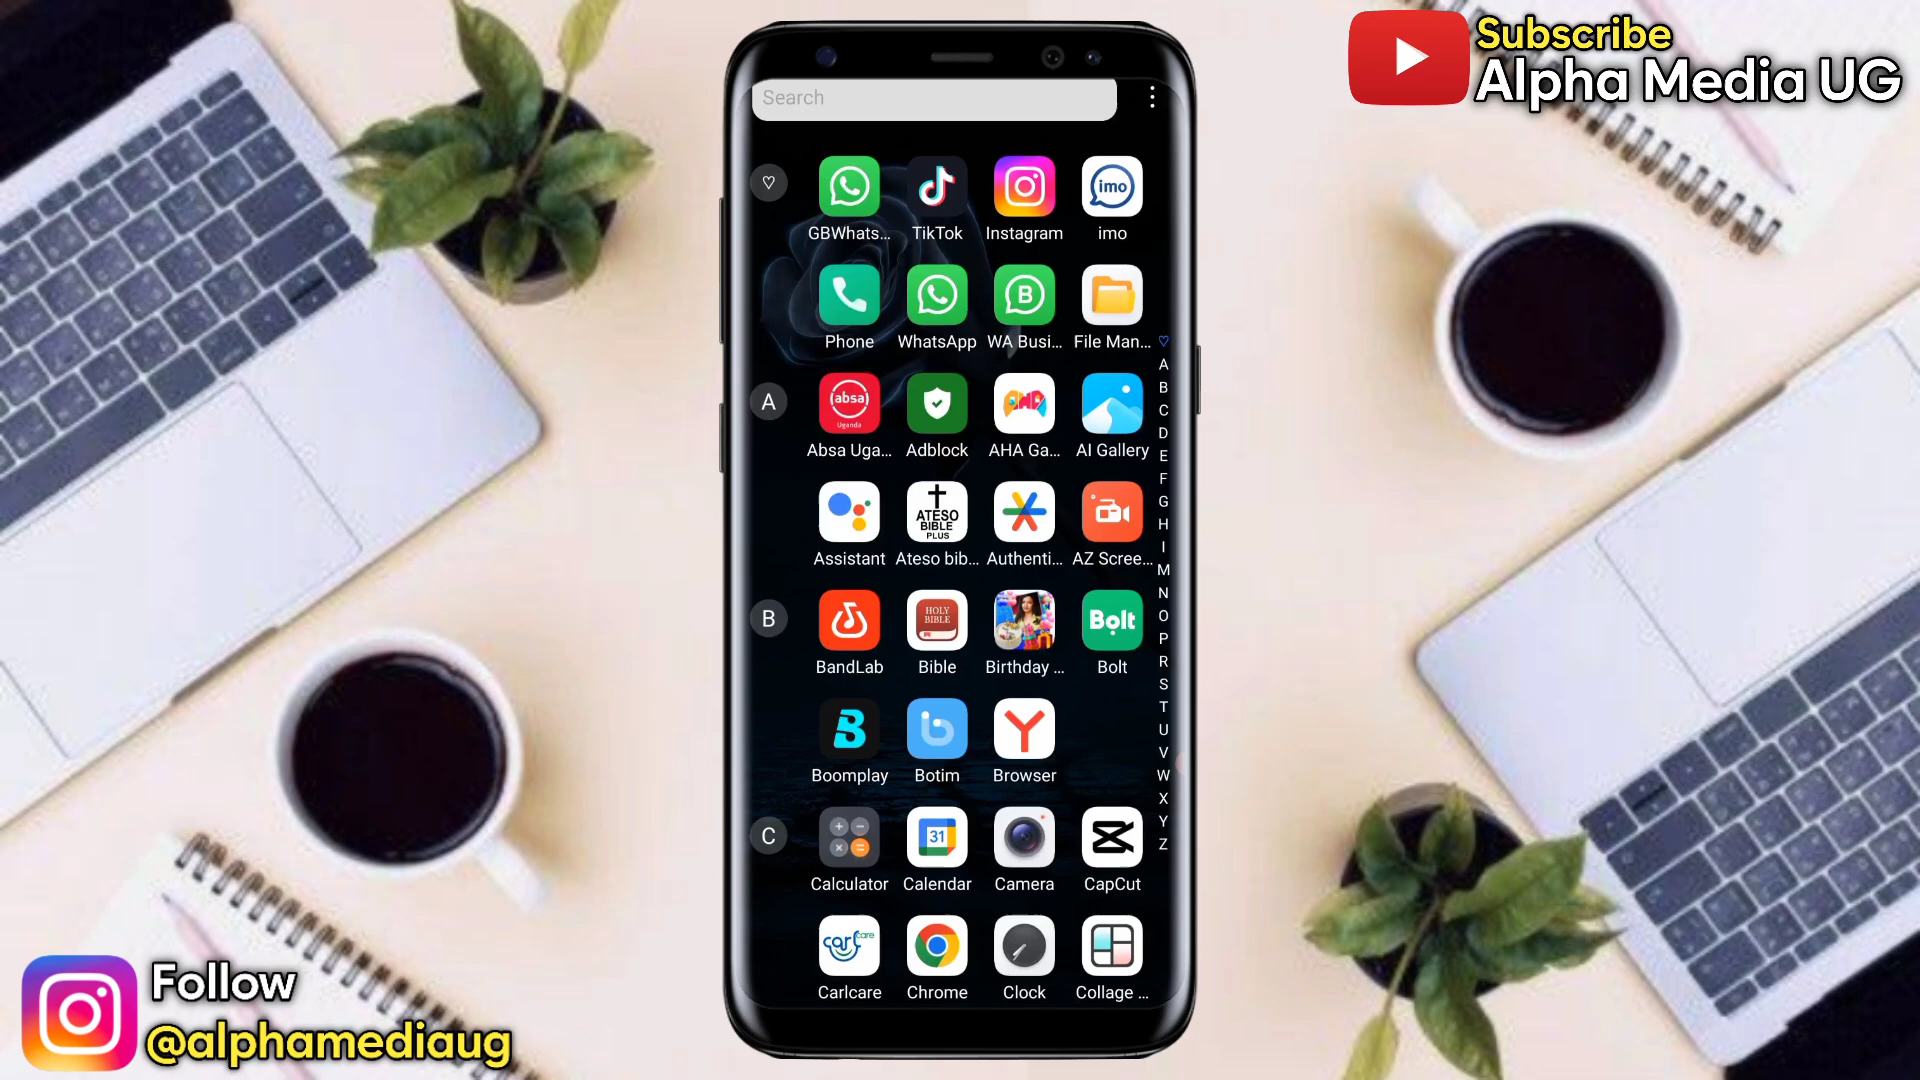 Subscribe
Alpha Media UG
Search
♡
GBWhats... TikTok Instagram imo
Phone WhatsApp WA Busi... File Man...
A
absa
Uganda
Absa Uga... Adblock AHA Ga... AI Gallery
ATESO
BIBLE
PLUS
Assistant Ateso bib... Authenti... AZ Scree...
B
HOLY
BIBLE
Bolt
BandLab Bible Birthday ... Bolt
Boomplay Botim Browser
C
31
Calculator Calendar Camera CapCut
carlcare
Carlcare Chrome Clock Collage ...
♡
A
B
C
D
E
F
G
H
I
M
N
O
P
R
S
T
U
V
W
X
Y
Z
Follow
@alphamediaug